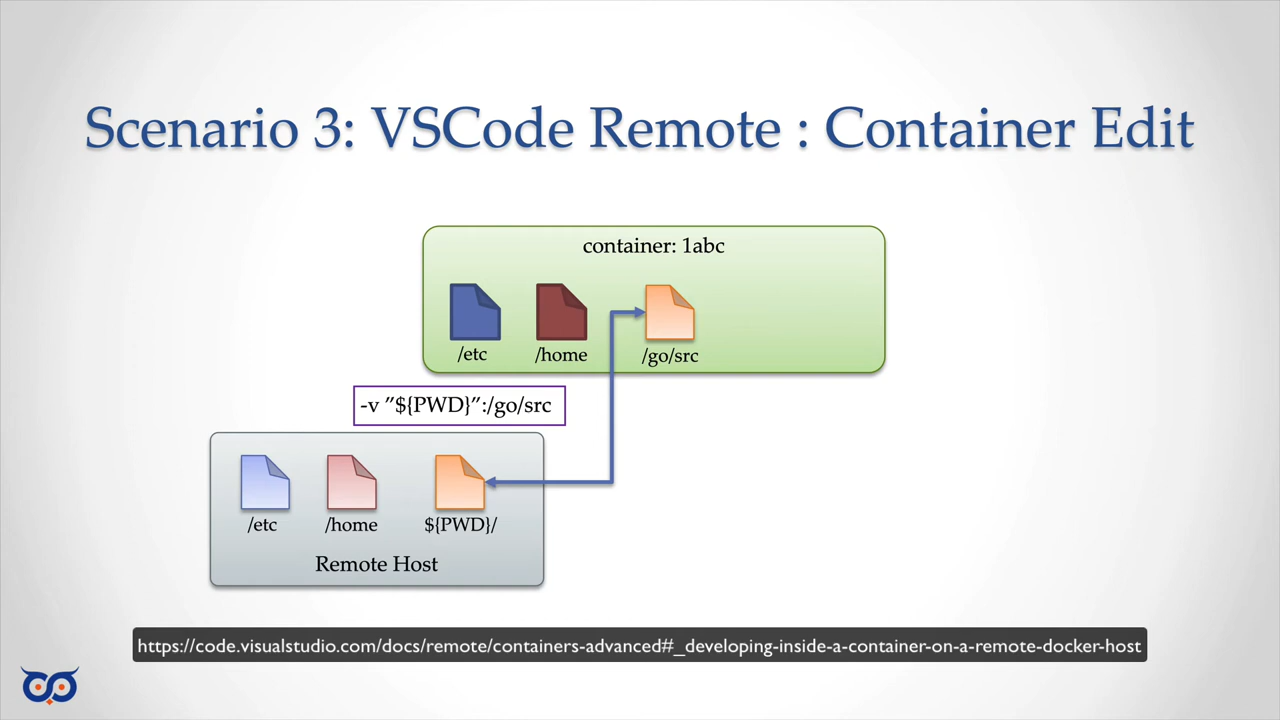 Scenario 3: VSCode Remote : Container Edit
container: 1abc
/etc
/home
/go/src
-v ”${PWD}”:/go/src
/etc
/home
${PWD}/
Remote Host
https://code.visualstudio.com/docs/remote/containers-advanced#_developing-inside-a-container-on-a-remote-docker-host